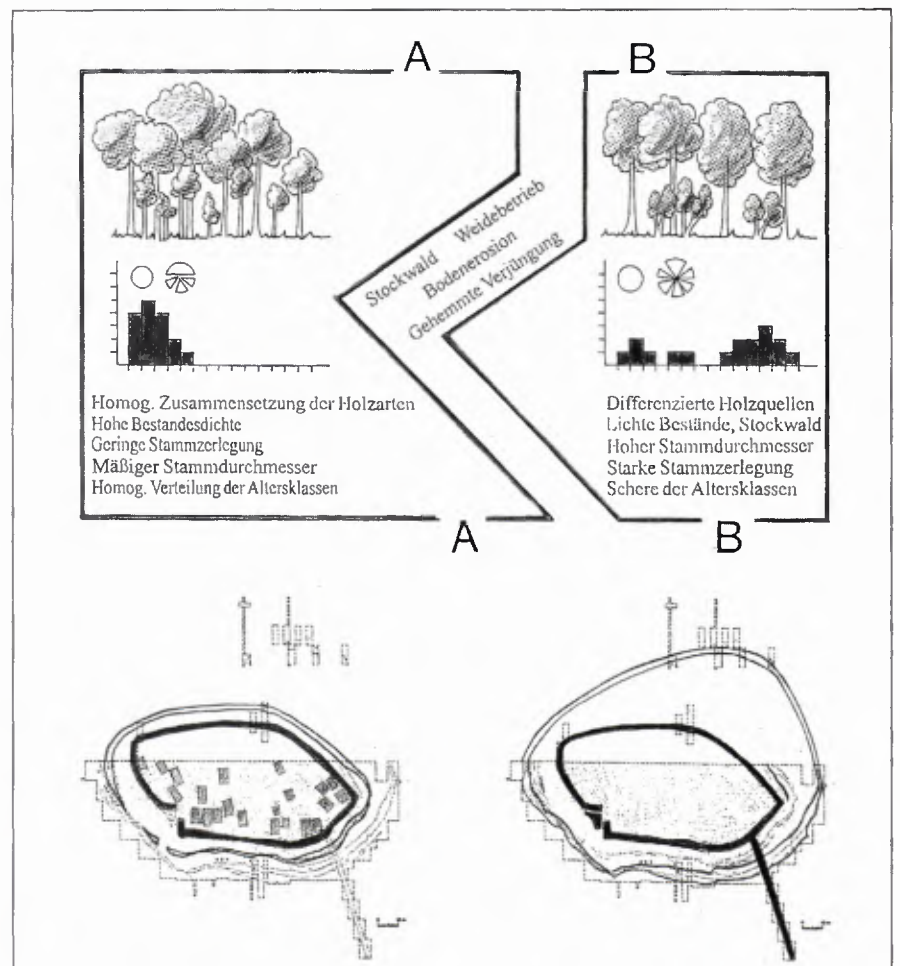 A
B
Stockwald Weidebetrieb
Bodenerosion
Gehemmte Verjüngung
Homog. Zusammensetzung der Holzarten
Hohe Bestandesdichte
Geringe Stammzerlegung
Mäßiger Stammdurchmesser
Homog. Verteilung der Altersklassen
Differenzierte Holzquellen
Lichte Bestände, Stockwald
Hoher Stammdurchmesser
Starke Stammzerlegung
Schere der Altersklassen
A
B